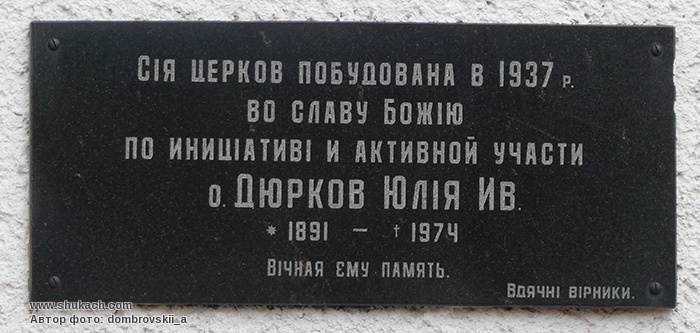 Сія церков побудована в 1937 р.
во славу Божію
по иниціативі и активной участи
о. Дюрков Юлія Ив.
* 1891 – † 1974
Вічная ему память.
Вдячні вірники.
www.shukach.com
Автор фото: dombrovskii_a